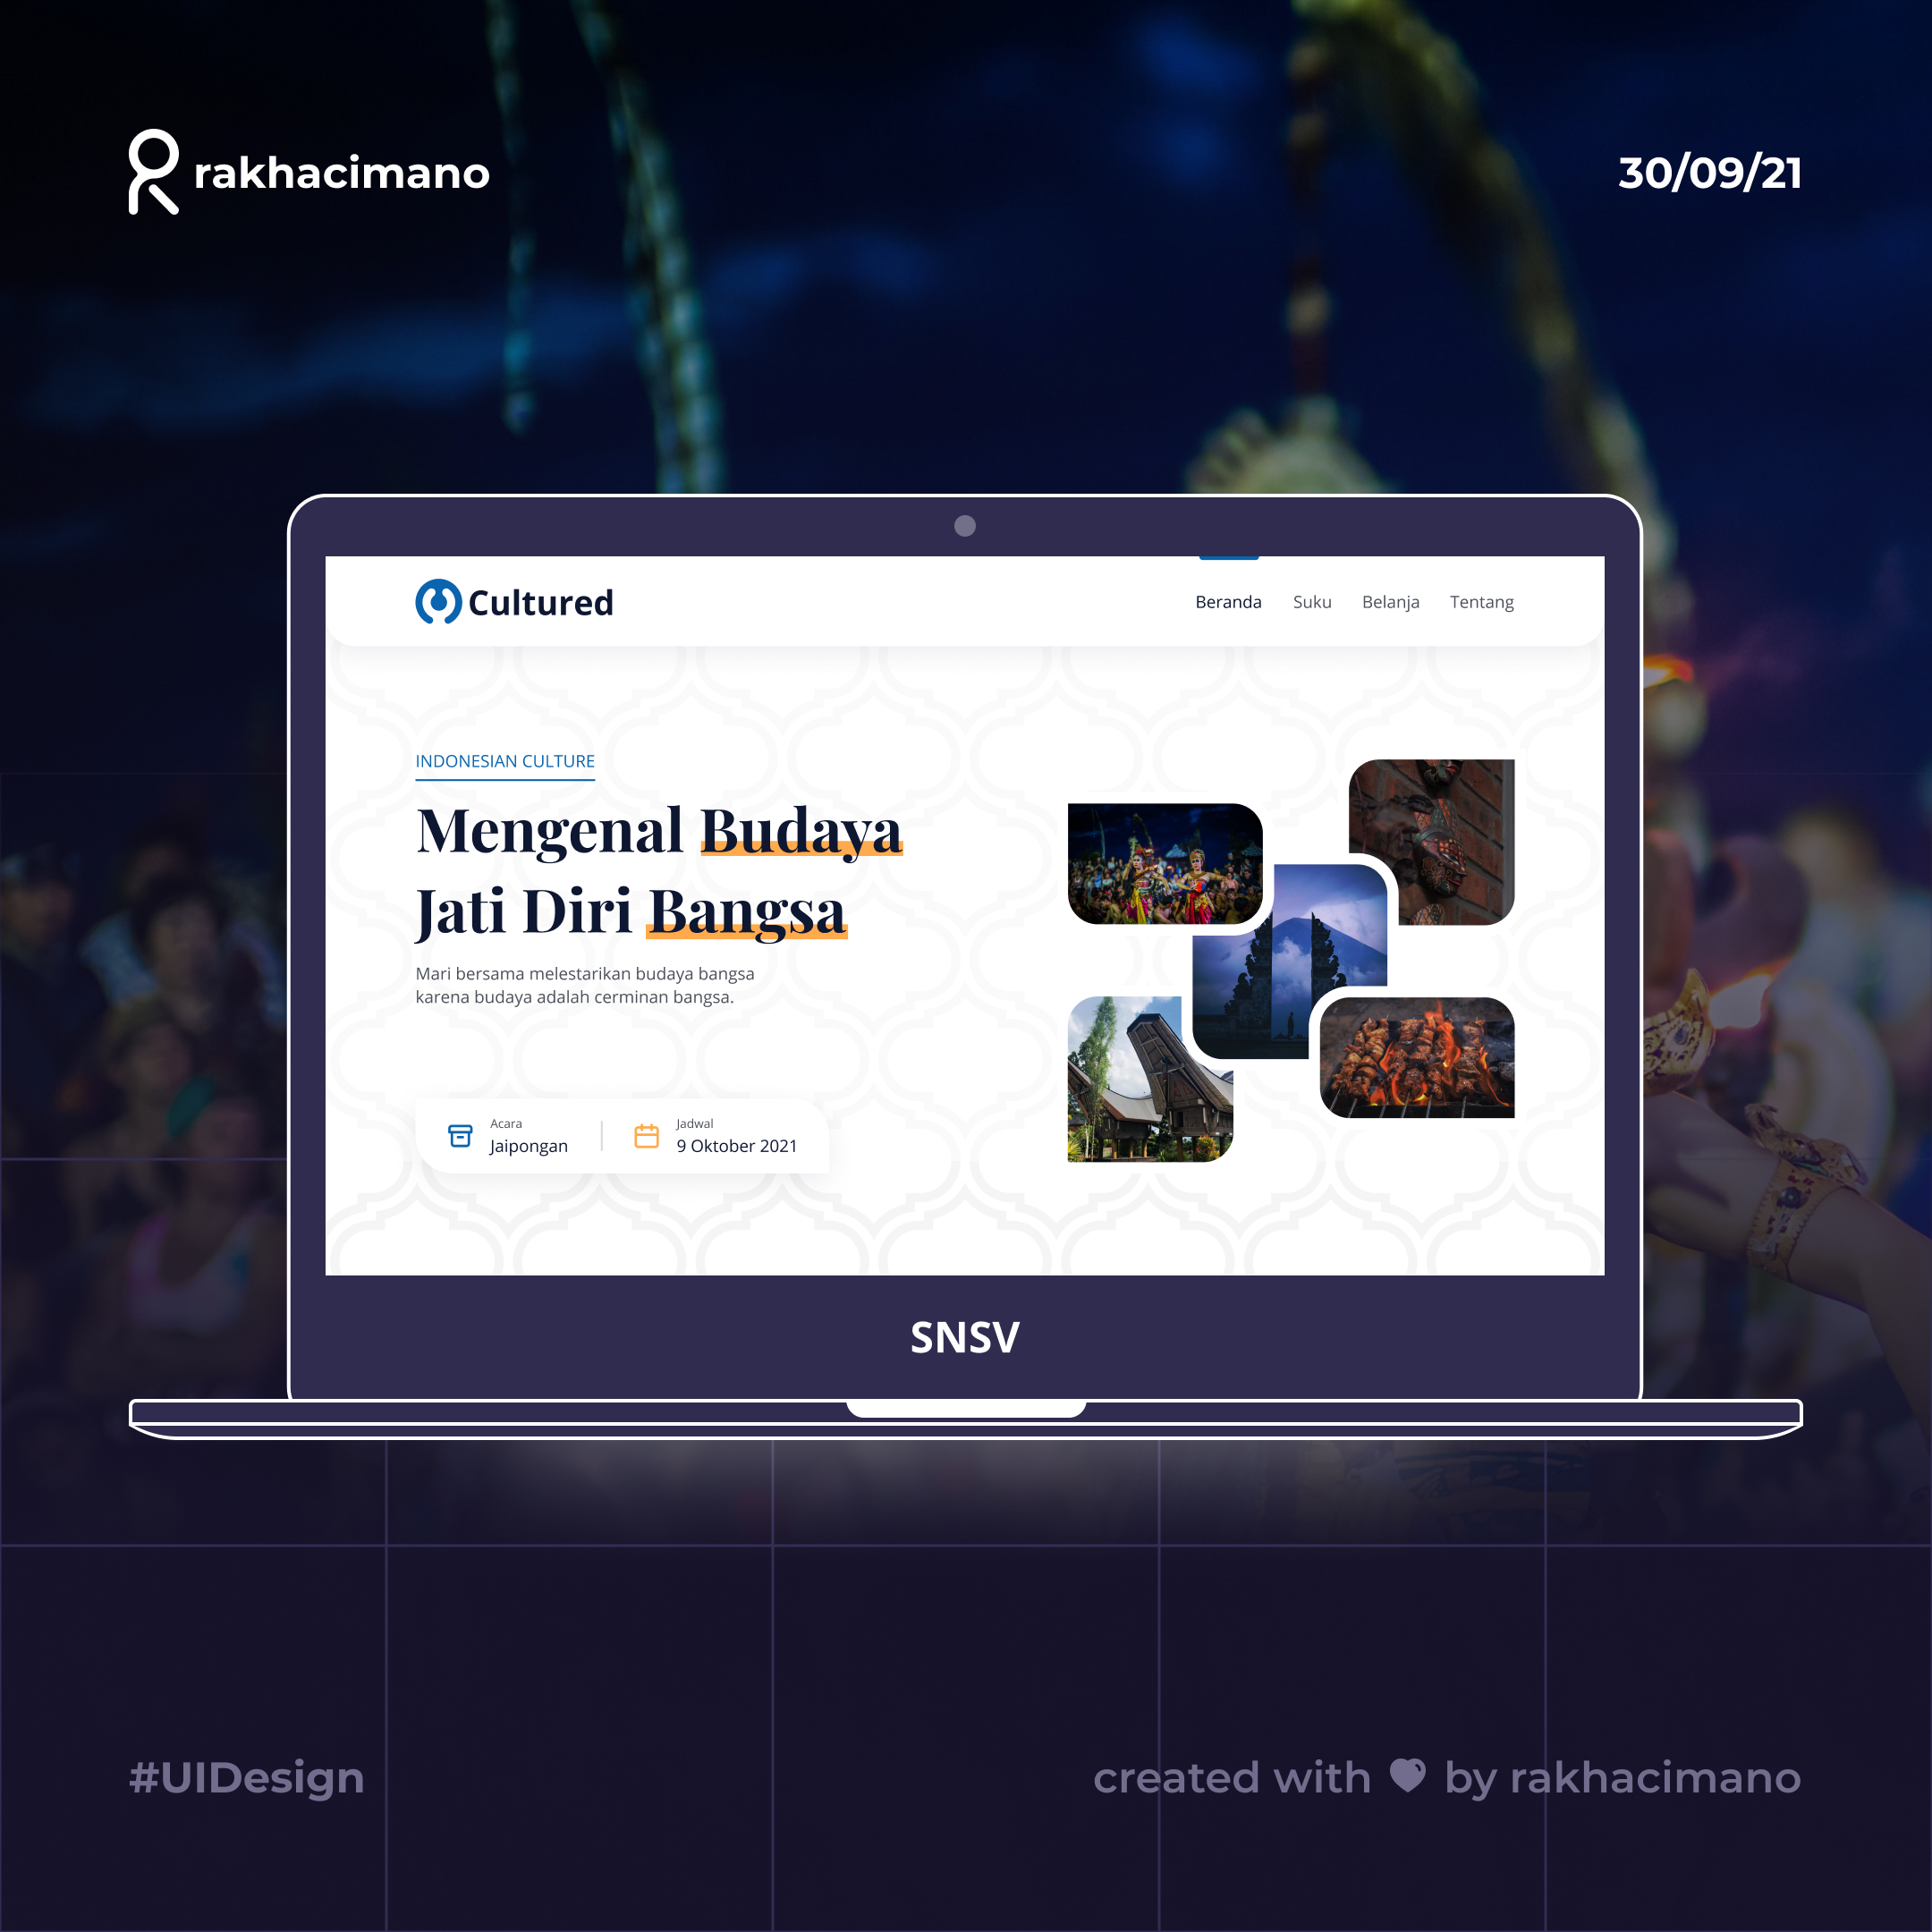 rakhacimano
30/09/21
Cultured
Beranda Suku Belanja Tentang
INDONESIAN CULTURE
Mengenal Budaya
Jati Diri Bangsa
Mari bersama melestarikan budaya bangsa
karena budaya adalah cerminan bangsa.
Acara
Jaipongan
Jadwal
9 Oktober 2021
SNSV
#UIDesign
created with by rakhacimano